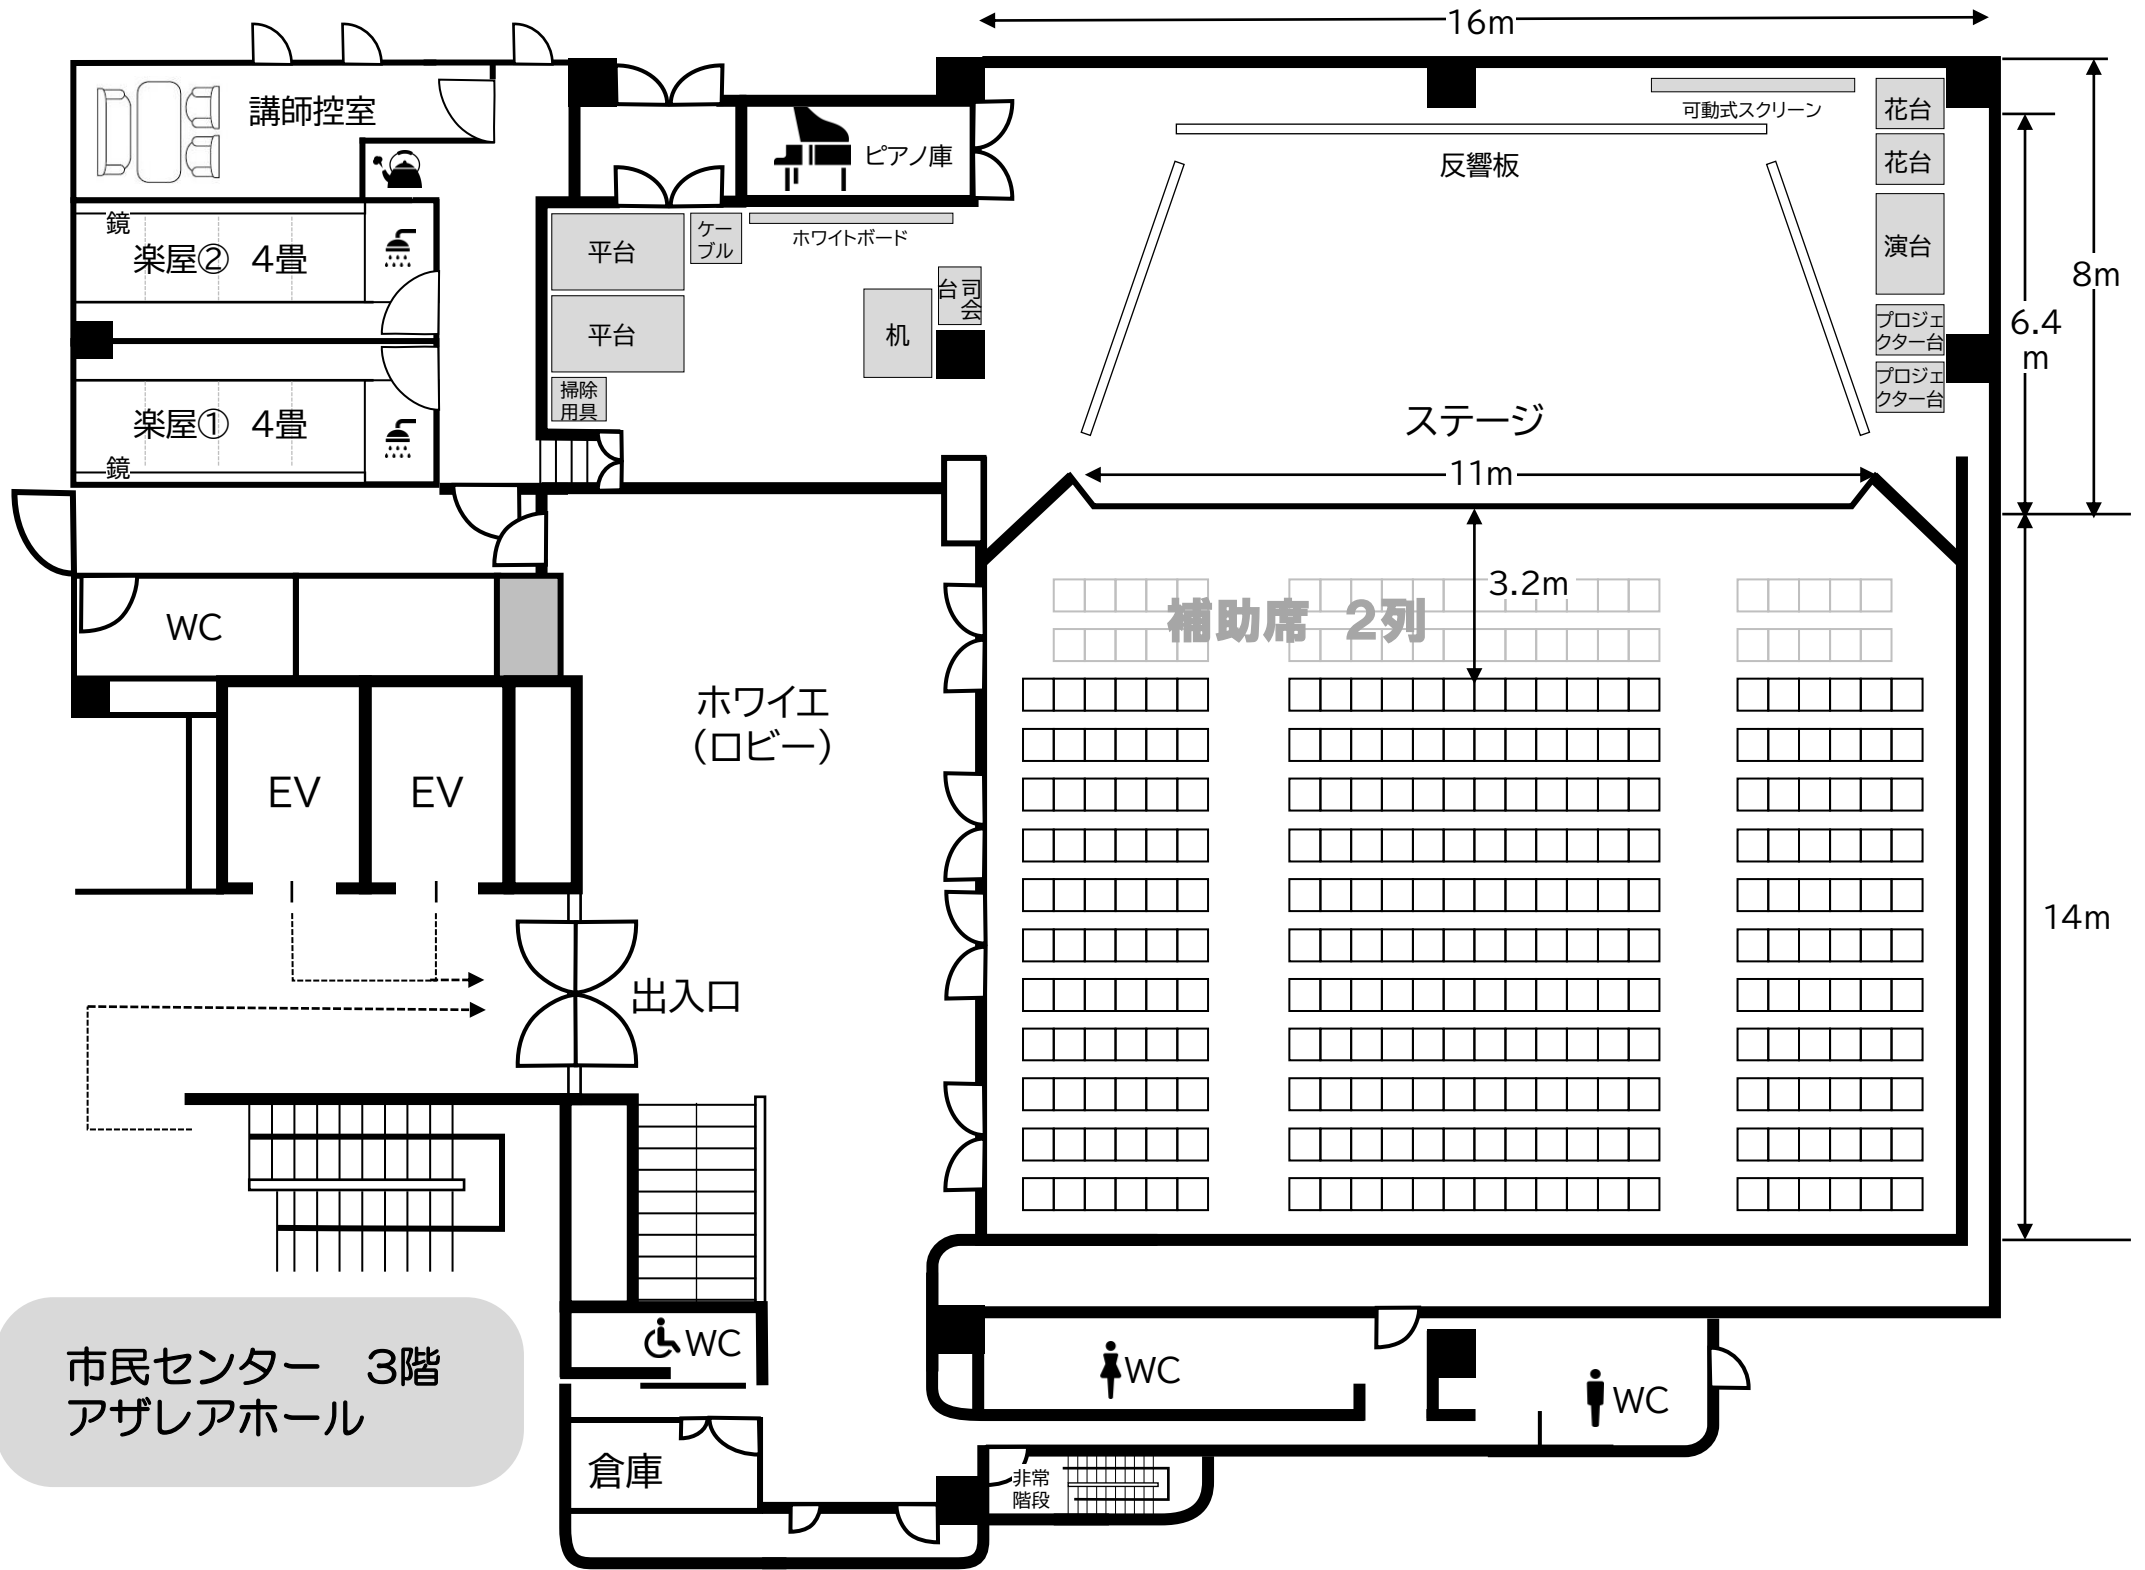 16m
講師控室
ピアノ庫
可動式スクリーン
反響板
花台
花台
演台
プロジェ
クター台
プロジェ
クター台
8m
6.4
m
鏡
楽屋② 4畳
楽屋① 4畳
鏡
平台
平台
ケー
ブル
ホワイトボード
司会
台
机
掃除
用具
ステージ
11m
3.2m
補助席 2列
WC
ホワイエ
(ロビー)
EV
EV
14m
出入口
市民センター 3階
アザレアホール
WC
WC
WC
倉庫
非常
階段